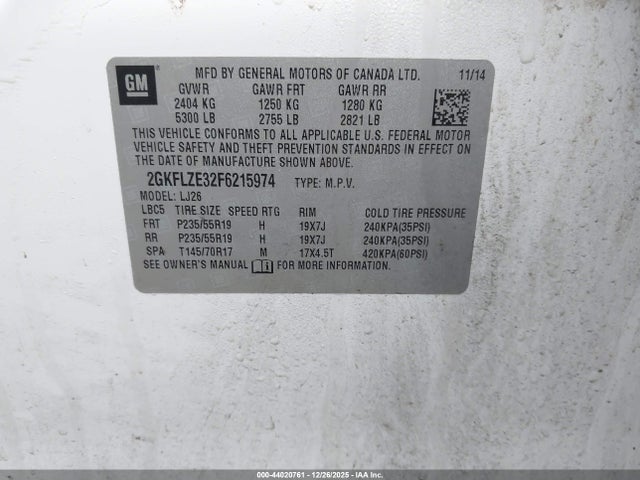 GM
MFD BY GENERAL MOTORS OF CANADA LTD. 11/14
GVWR GAWR FRT GAWR RR
2404 KG 1250 KG 1280 KG
5300 LB 2755 LB 2821 LB
THIS VEHICLE CONFORMS TO ALL APPLICABLE U.S. FEDERAL MOTOR
VEHICLE SAFETY AND THEFT PREVENTION STANDARDS IN EFFECT ON THE
DATE OF MANUFACTURE SHOWN ABOVE.
2GKFLZE32F6215974 TYPE: M.P.V.
MODEL: LJ26
LBC5 TIRE SIZE SPEED RTG RIM COLD TIRE PRESSURE
FRT P235/55R19 H 19X7J 240KPA(35PSI)
RR P235/55R19 H 19X7J 240KPA(35PSI)
SPA T145/70R17 M 17X4.5T 420KPA(60PSI)
SEE OWNER'S MANUAL FOR MORE INFORMATION.
000-44020761 - 12/26/2025 - IAAI.COM